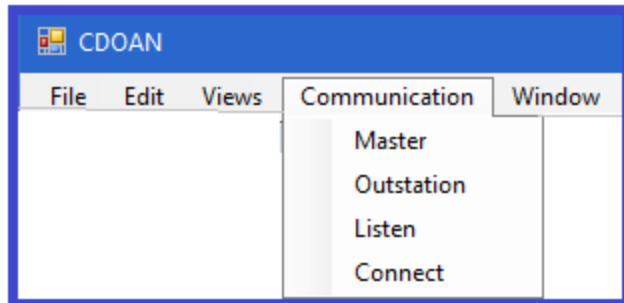 CDOAN
File Edit Views Communication Window
Master
Outstation
Listen
Connect